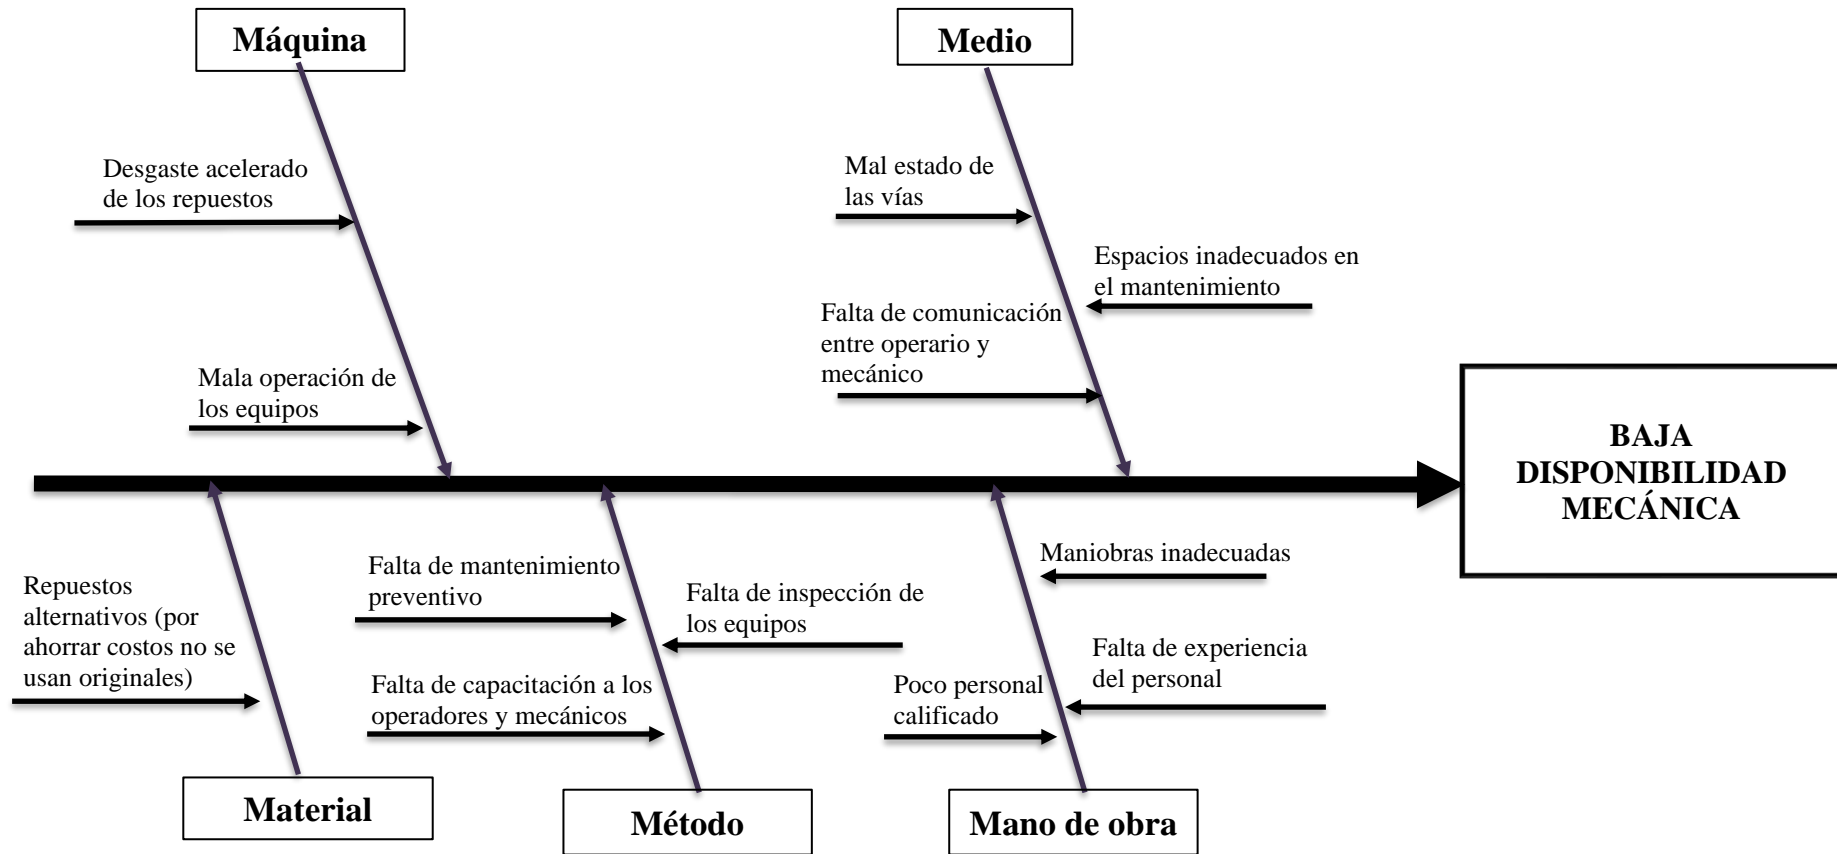 Máquina
Medio
Desgaste acelerado
de los repuestos
Mal estado de
las vías
Espacios inadecuados en
el mantenimiento
Falta de comunicación
entre operario y
mecánico
Mala operación de
los equipos
BAJA
DISPONIBILIDAD
MECÁNICA
Repuestos
alternativos (por
ahorrar costos no se
usan originales)
Falta de mantenimiento
preventivo
Falta de inspección de
los equipos
Falta de capacitación a los
operadores y mecánicos
Maniobras inadecuadas
Falta de experiencia
del personal
Poco personal
calificado
Material
Método
Mano de obra